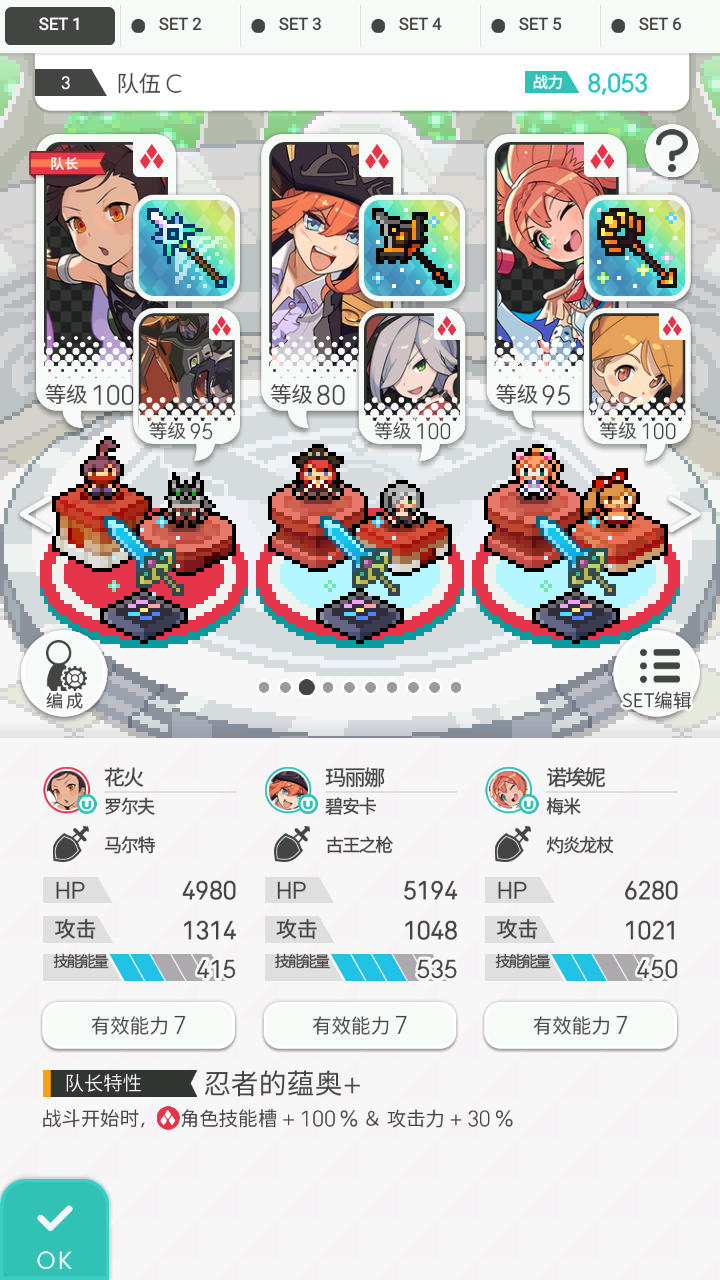 SET 1 SET 2 SET 3 SET 4 SET 5 SET 6
3 队伍 C 战力 8,053
队长
?
等级 100 等级 80 等级 95
等级 95 等级 100 等级 100
编成
SET编辑
花火 玛丽娜 诺埃妮
罗尔夫 碧安卡 梅米
马尔特 古王之枪 灼炎龙杖
HP 4980 HP 5194 HP 6280
攻击 1314 攻击 1048 攻击 1021
技能能量 415 技能能量 535 技能能量 450
有效能力 7 有效能力 7 有效能力 7
队长特性 忍者的蕴奥+
战斗开始时，角色技能槽 + 100 % & 攻击力 + 30 %
OK